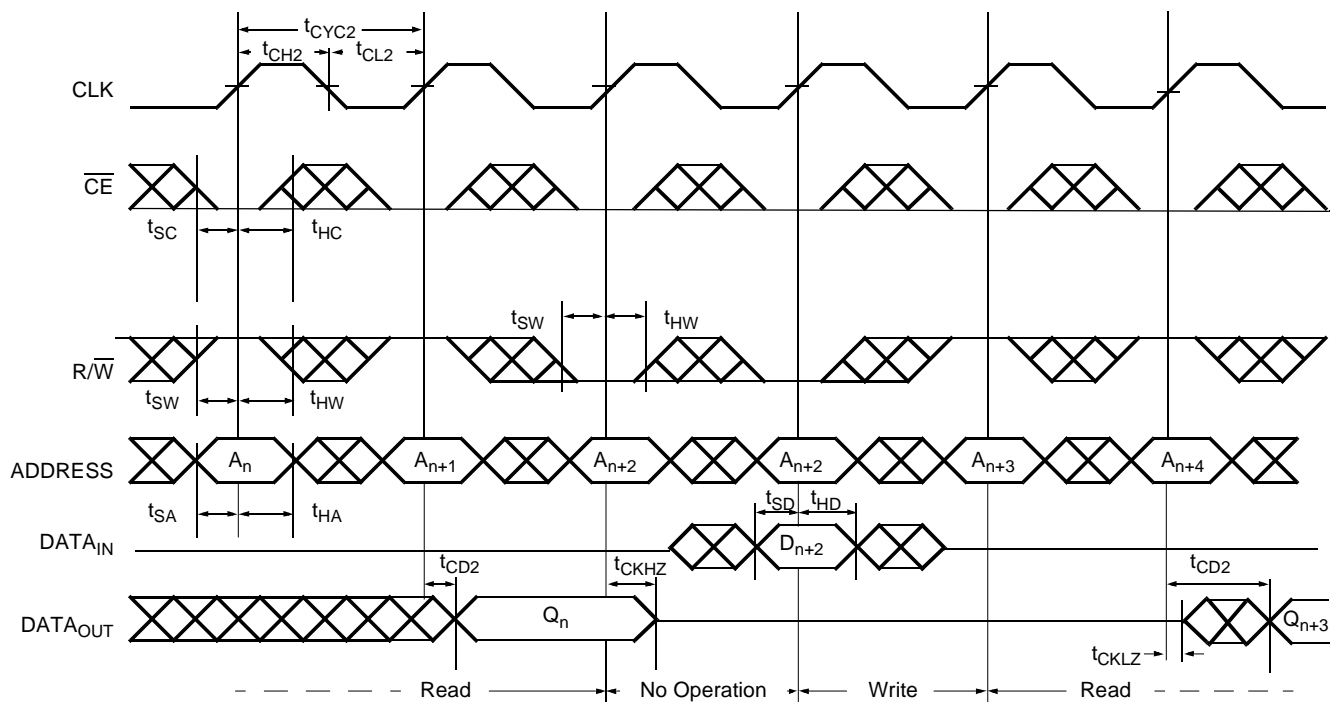 tCYC2
tCH2 tCL2
CLK
CE
tSC tHC
tSW tHW
R/W
tSW tHW
ADDRESS An An+1 An+2 An+2 An+3 An+4
tSA tHA tSD tHD
DATAIN Dn+2
tCD2 tCKHZ tCD2
DATAOUT Qn Qn+3
tCKLZ
Read No Operation Write Read